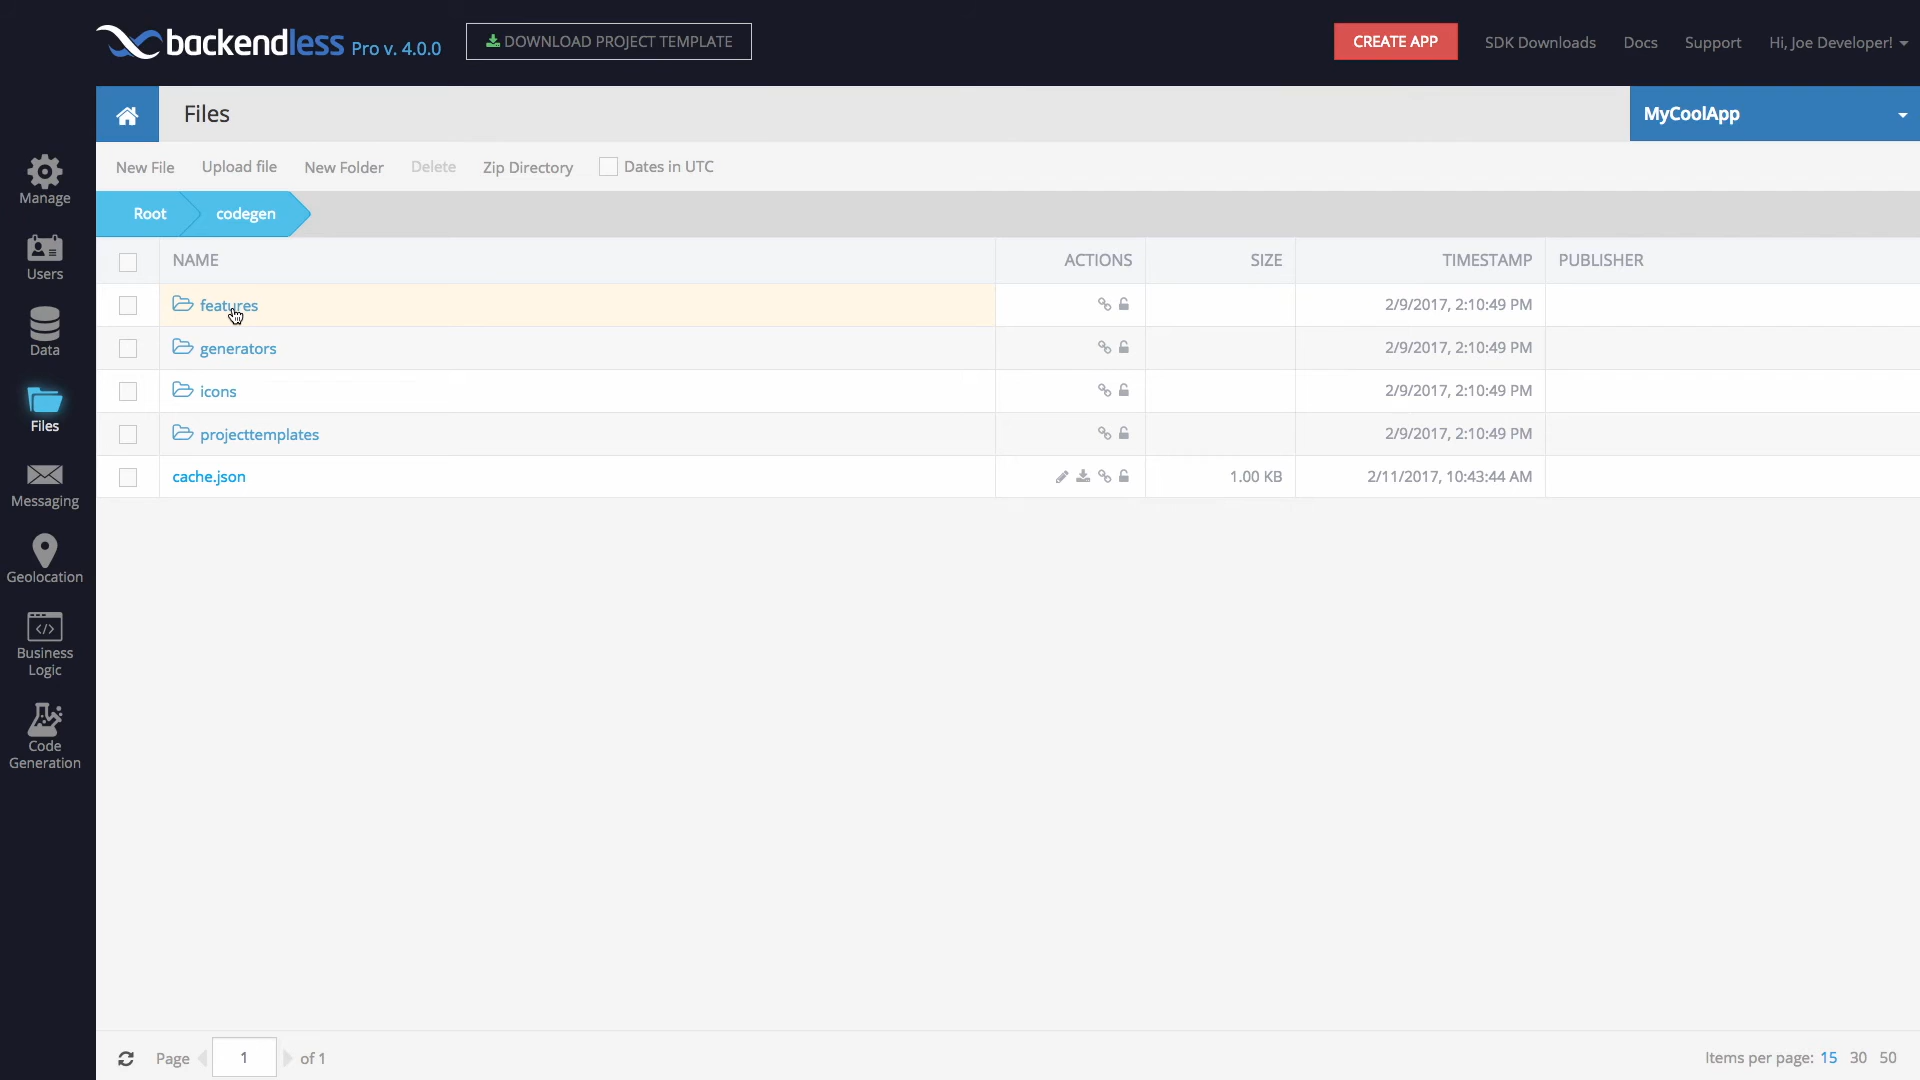 backendless Pro v. 4.0.0 DOWNLOAD PROJECT TEMPLATE CREATE APP SDK Downloads Docs Support Hi, Joe Developer!
Files MyCoolApp
New File Upload file New Folder Delete Zip Directory Dates in UTC
Root codegen
NAME ACTIONS SIZE TIMESTAMP PUBLISHER
features 2/9/2017, 2:10:49 PM
generators 2/9/2017, 2:10:49 PM
icons 2/9/2017, 2:10:49 PM
projecttemplates 2/9/2017, 2:10:49 PM
cache.json 1.00 KB 2/11/2017, 10:43:44 AM
Manage
Users
Data
Files
Messaging
Geolocation
Business
Logic
Code
Generation
Page 1 of 1 Items per page: 15 30 50